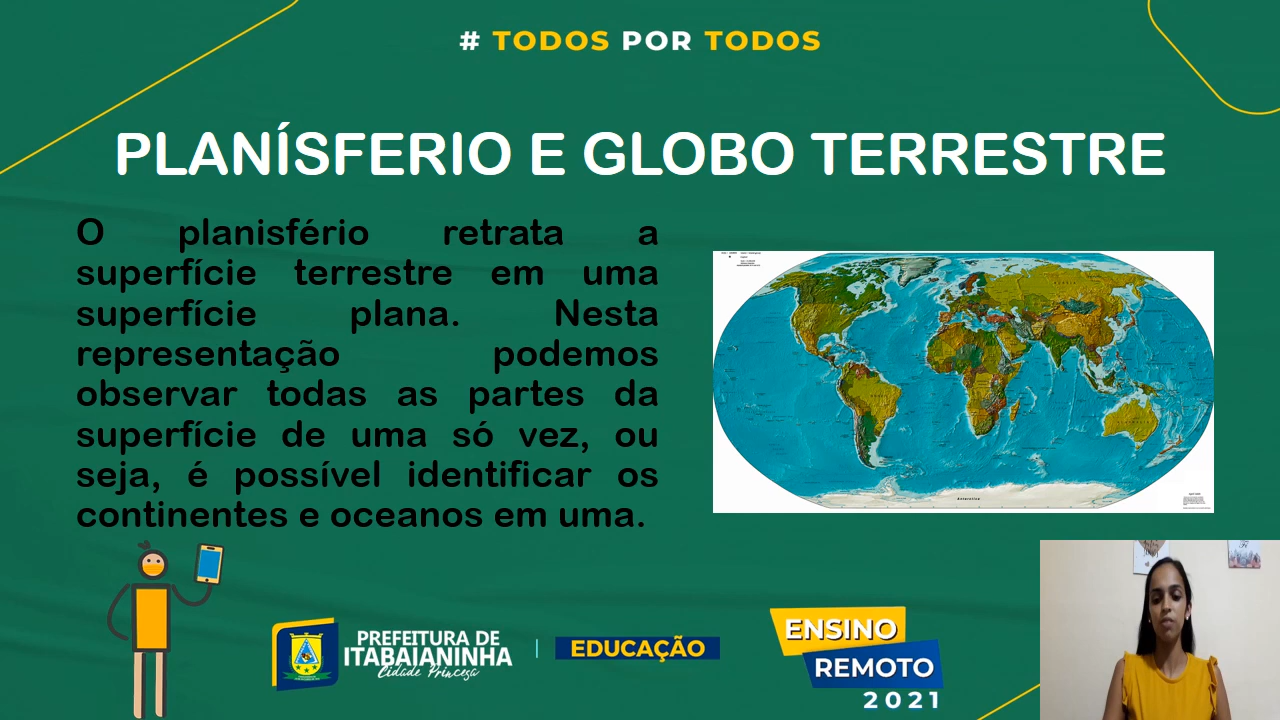 # TODOS POR TODOS
PLANÍSFERIO E GLOBO TERRESTRE
O planisfério retrata a
superfície terrestre em uma
superfície plana. Nesta
representação podemos
observar todas as partes da
superfície de uma só vez, ou
seja, é possível identificar os
continentes e oceanos em uma.
PREFEITURA DE
ITABAIANINHA
Cidade Princesa
EDUCAÇÃO
ENSINO
REMOTO
2021